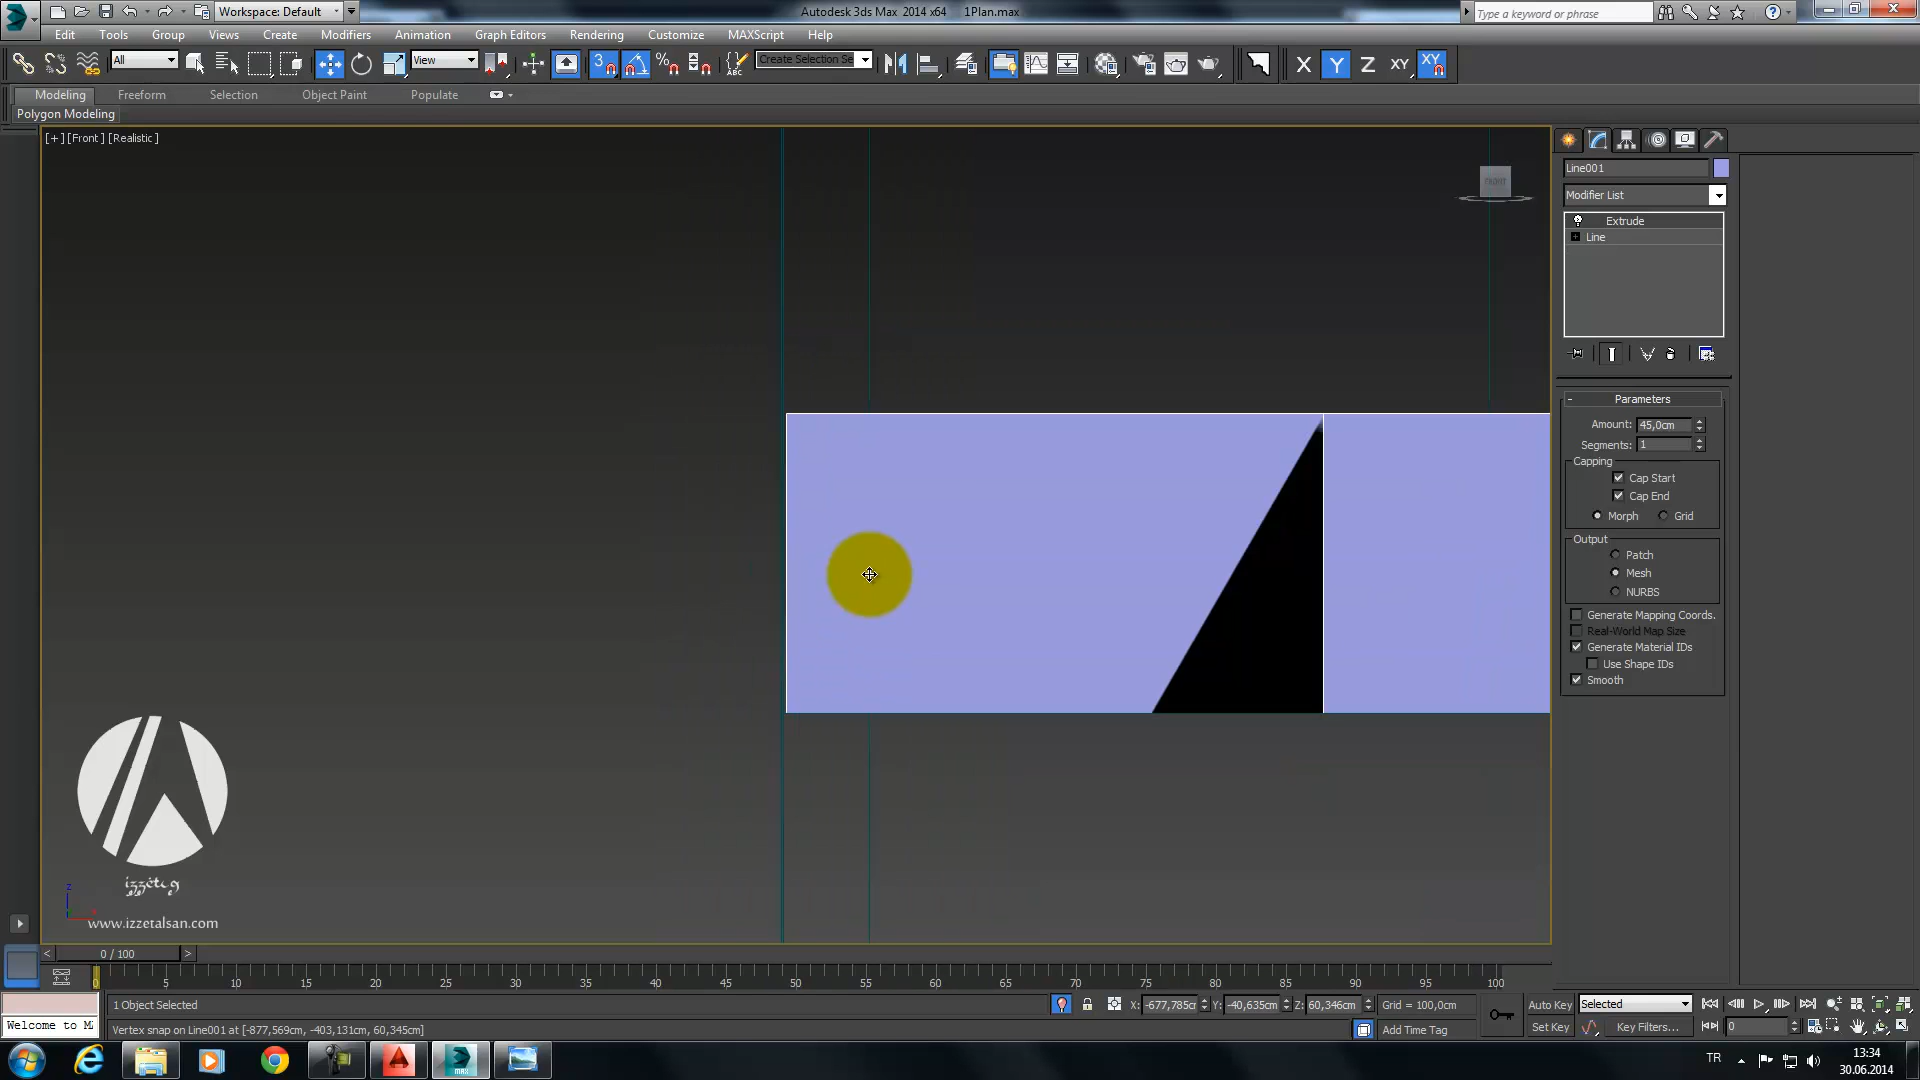 Workspace: Default
Autodesk 3ds Max 2014 x64 1Plan.max
Type a keyword or phrase
Edit Tools Group Views Create Modifiers Animation Graph Editors Rendering Customize MAXScript Help
All
View
3
Create Selection Se
X Y Z XY XY
Modeling Freeform Selection Object Paint Populate
Polygon Modeling
[+] [Front] [Realistic]
FRONT
Line001
Modifier List
Extrude
Line
- Parameters
Amount: 45,0cm
Segments: 1
Capping
Cap Start
Cap End
Morph Grid
Output
Patch
Mesh
NURBS
Generate Mapping Coords.
Real-World Map Size
Generate Material IDs
Use Shape IDs
Smooth
www.izzetalsan.com
z
< 0 / 100 >
0 5 10 15 20 25 30 35 40 45 50 55 60 65 70 75 80 85 90 95 100
1 Object Selected
X: -677,785c Y: -40,635cm Z: 60,346cm Grid = 100,0cm
Auto Key Selected
Welcome to M
Vertex snap on Line001 at [-877,569cm, -403,131cm, 60,345cm]
Add Time Tag
Set Key Key Filters... 0
MAX
TR 13:34
30.06.2014